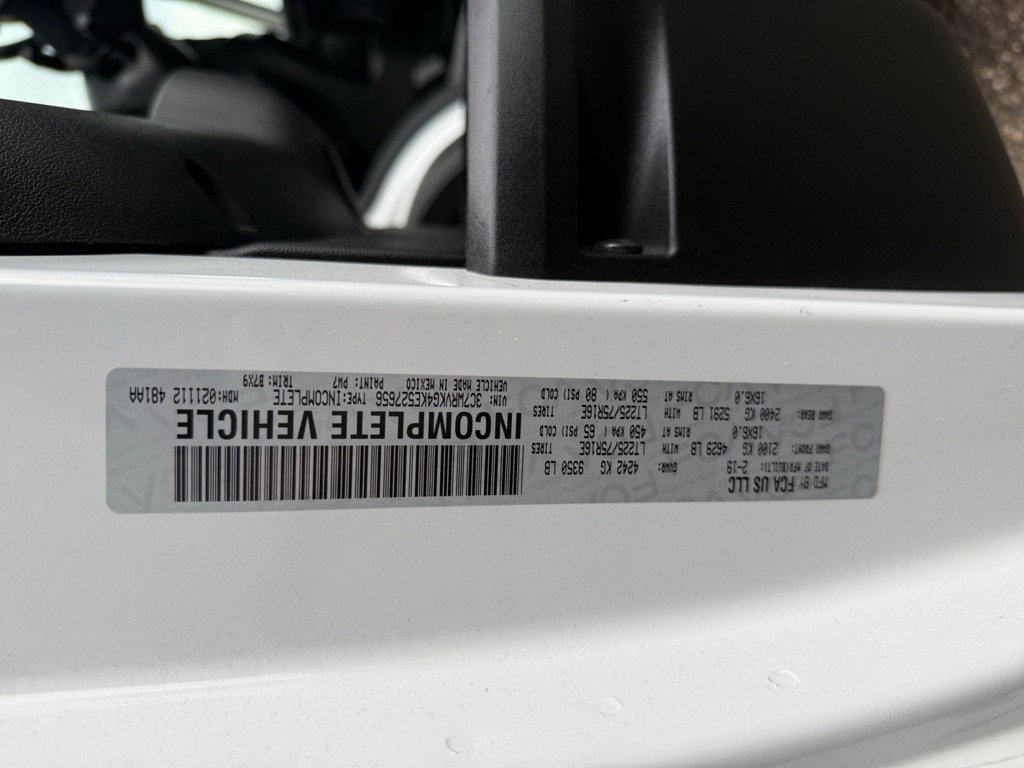 MFD BY FCA US LLC
DATE OF MFR(BUILT): 2-19 GVWR: 4242 KG 9350 LB
GAWR FRONT: 2100 KG 4629 LB WITH LT225/75R16E TIRES
16X6.0 RIMS AT 450 KPA ( 65 PSI) COLD
GAWR REAR: 2400 KG 5291 LB WITH LT225/75R16E TIRES
16X6.0 RIMS AT 550 KPA ( 80 PSI) COLD
INCOMPLETE VEHICLE
VIN: 3C7WRVKG4KE527656 TYPE:INCOMPLETE MDH:021112 481AA
VEHICLE MADE IN MEXICO PAINT: PW7 TRIM: B7X9